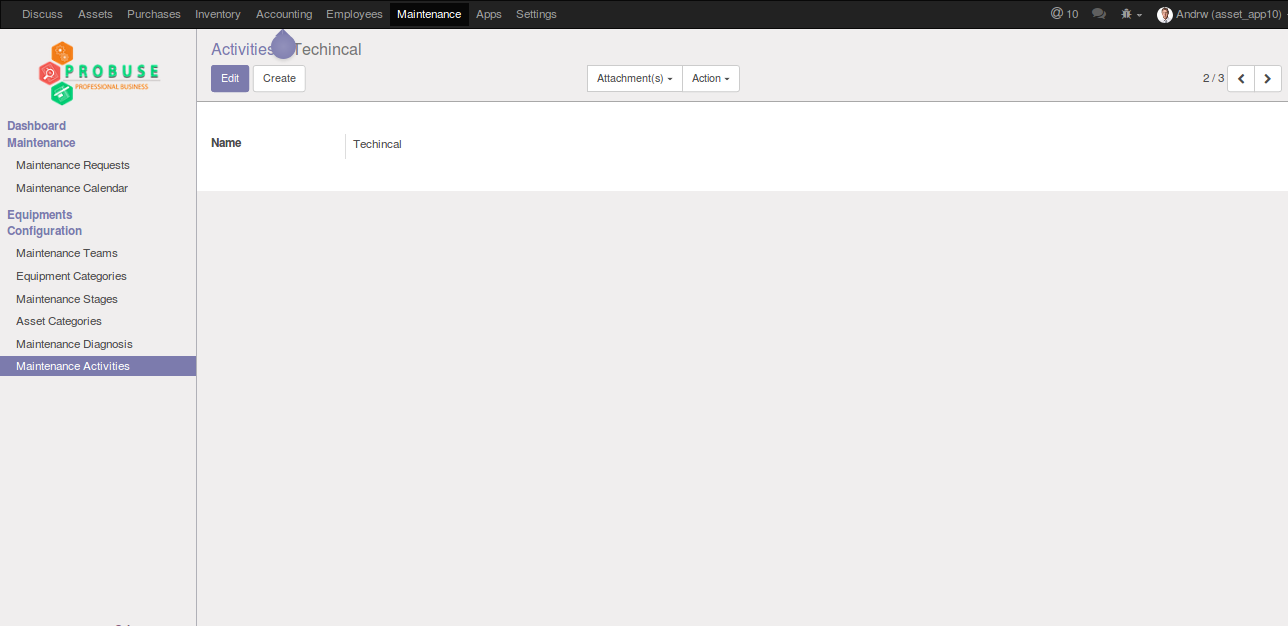 Discuss Assets Purchases Inventory Accounting Employees Maintenance Apps Settings @ 10 Andrw (asset_app10)
PROBUSE
PROFESSIONAL BUSINESS
Activities Techincal
Edit Create Attachment(s) Action 2 / 3
Dashboard
Maintenance
Maintenance Requests
Maintenance Calendar
Equipments
Configuration
Maintenance Teams
Equipment Categories
Maintenance Stages
Asset Categories
Maintenance Diagnosis
Maintenance Activities
Name Techincal